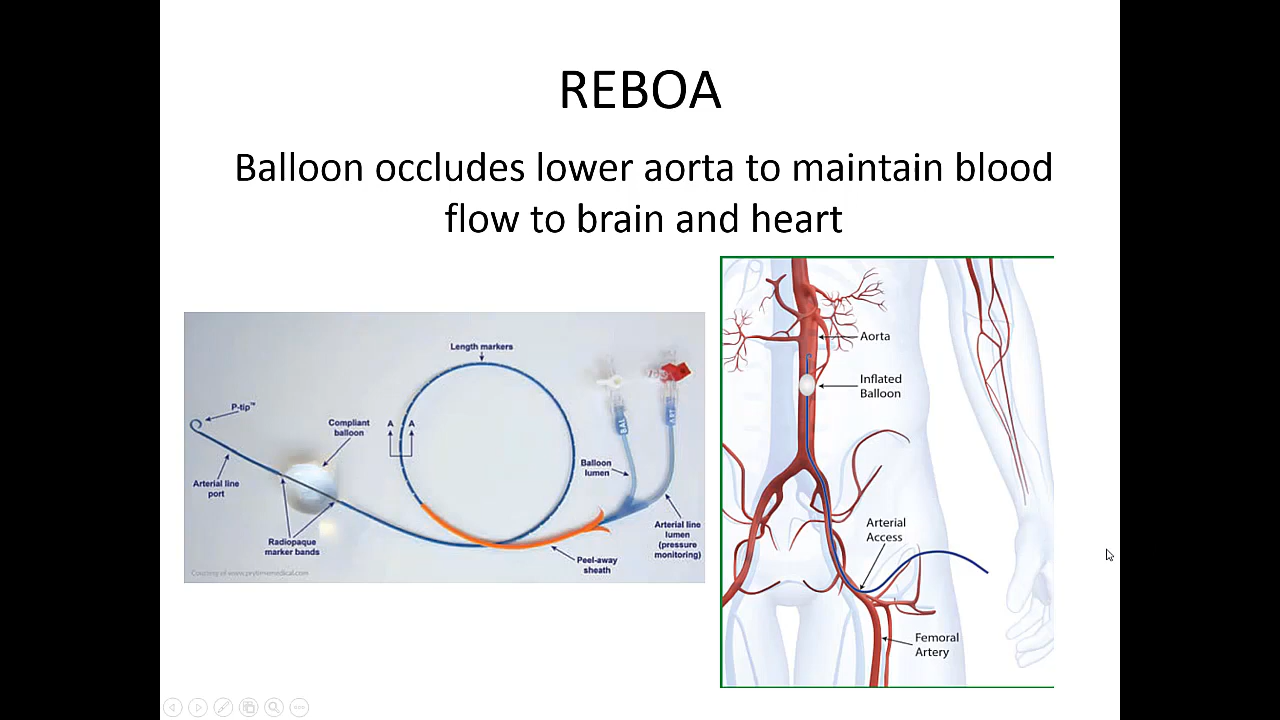 REBOA
Balloon occludes lower aorta to maintain blood
flow to brain and heart
Length markers
P-tip™
Compliant
balloon
A A
Arterial line
port
Balloon
lumen
BAL
Radiopaque
marker bands
Arterial line
lumen
(pressure
monitoring)
Peel-away
sheath
Courtesy of www.prytimemedical.com
Aorta
Inflated
Balloon
Arterial
Access
Femoral
Artery